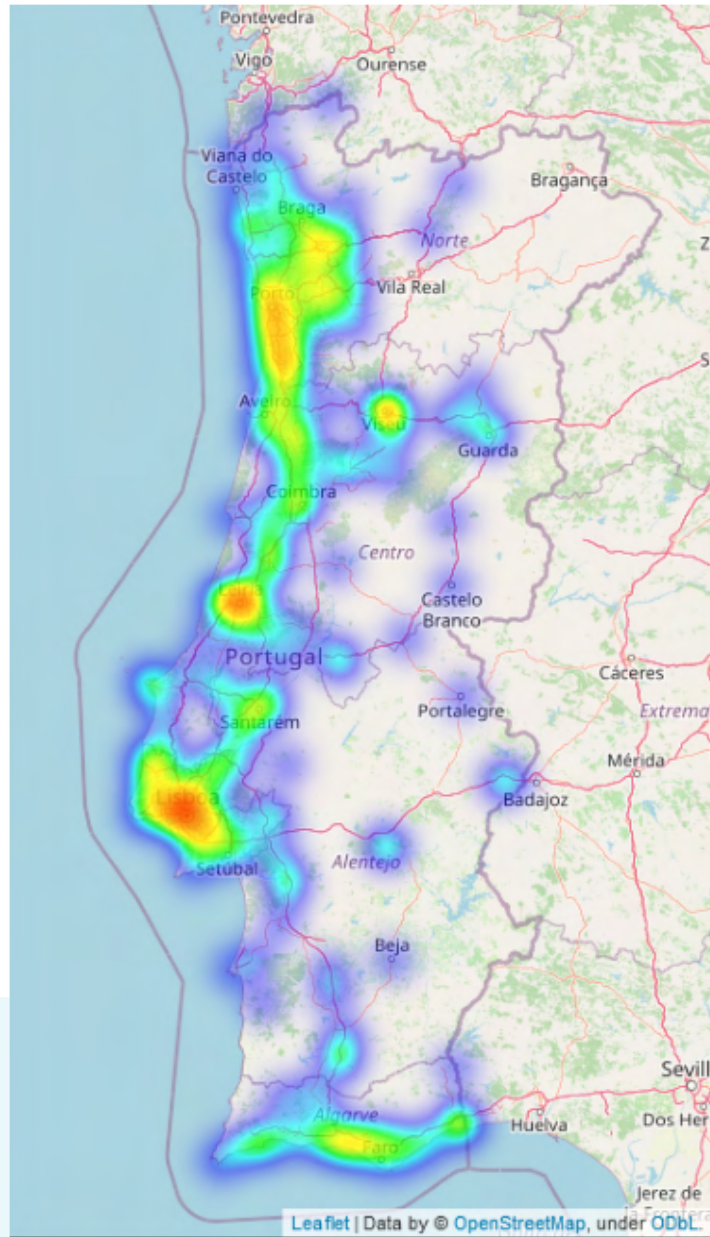 Pontevedra
Vigo
Ourense
Viana do
Castelo
Bragança
Braga
Norte
Z
Vila Real
Porto
S
Aveiro
Viseu
Guarda
Coimbra
Centro
Castelo
Branco
Leiria
Portugal
Cáceres
Portalegre
Extrema
Santarém
Mérida
Lisboa
Badajoz
Setúbal
Alentejo
Beja
Sevill
Algarve
Huelva
Dos Her
Faro
Jerez de
la Frontera
Leaflet | Data by © OpenStreetMap, under ODbL.